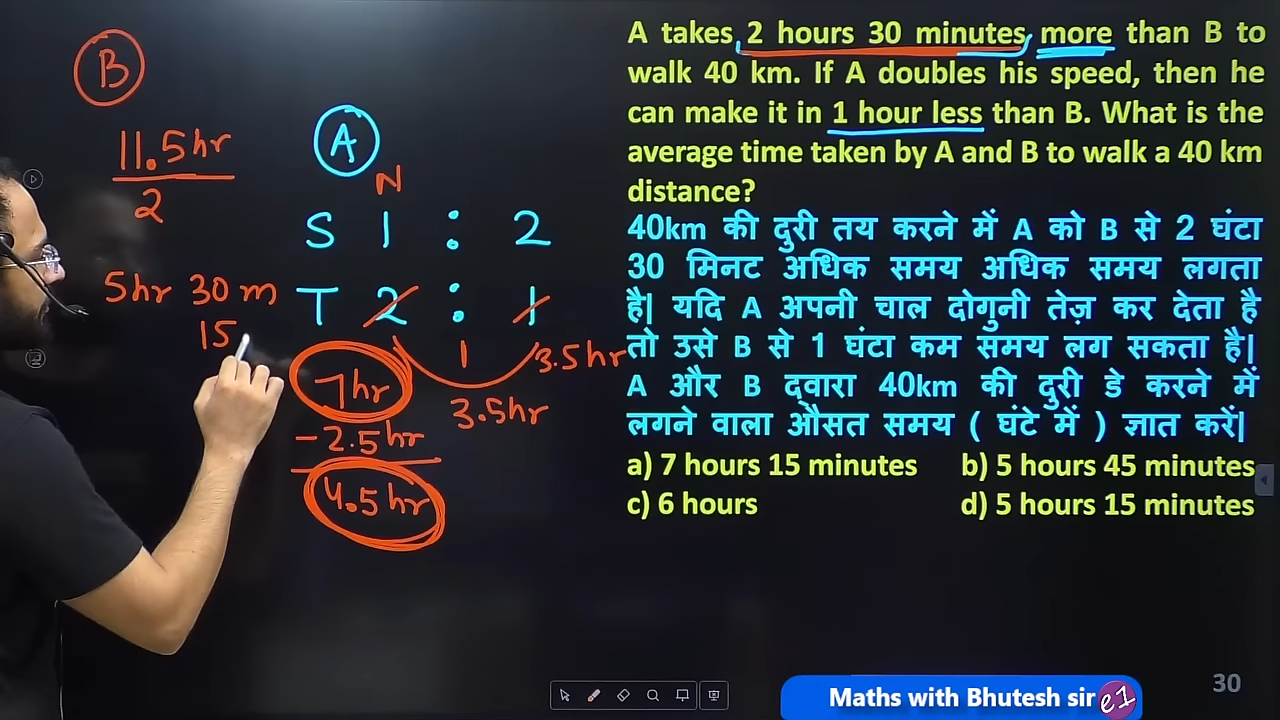 B
11.5hr
2
5hr 30 m
15
A
N
S 1 : 2
T 2 : 1
1
7hr
3.5hr
3.5hr
- 2.5hr
4.5hr
A takes 2 hours 30 minutes more than B to
walk 40 km. If A doubles his speed, then he
can make it in 1 hour less than B. What is the
average time taken by A and B to walk a 40 km
distance?
40km की दुरी तय करने में A को B से 2 घंटा
30 मिनट अधिक समय अधिक समय लगता
है| यदि A अपनी चाल दोगुनी तेज़ कर देता है
तो उसे B से 1 घंटा कम समय लग सकता है|
A और B द्वारा 40km की दुरी डे करने में
लगने वाला औसत समय ( घंटे में ) ज्ञात करें|
a) 7 hours 15 minutes b) 5 hours 45 minutes
c) 6 hours d) 5 hours 15 minutes
30
Maths with Bhutesh sir e1